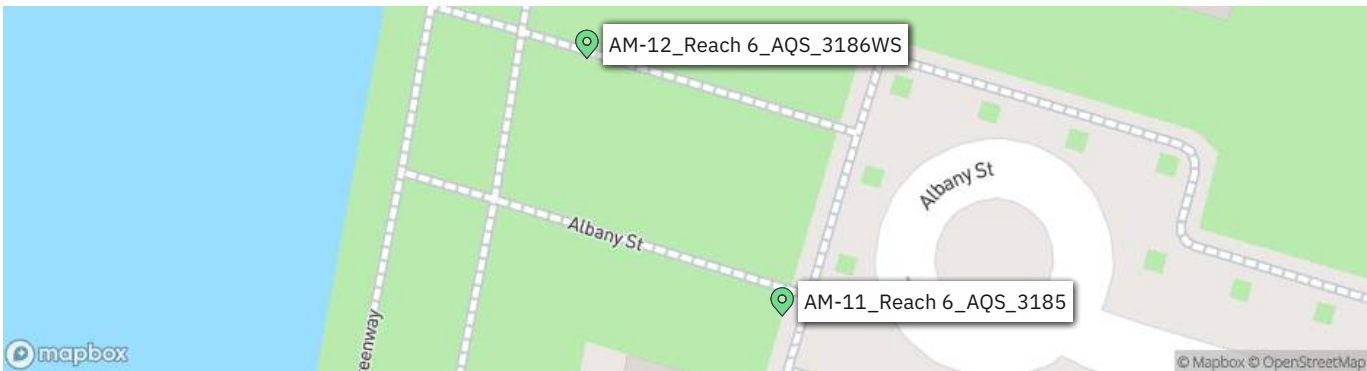 AM-12_Reach 6_AQS_3186WS
Albany St
Albany St
AM-11_Reach 6_AQS_3185
eenway
mapbox
© Mapbox © OpenStreetMap